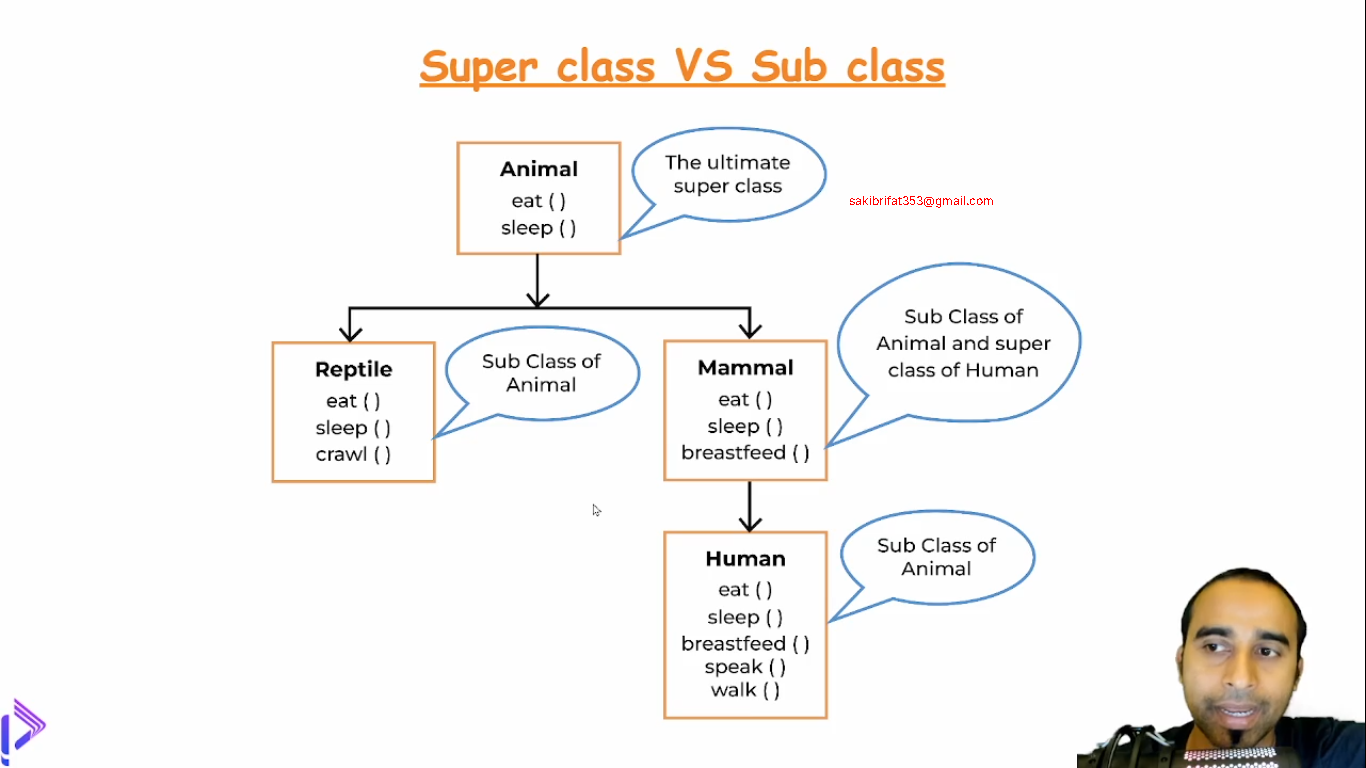 Super class VS Sub class
Animal
eat ( )
sleep ( )
The ultimate
super class
sakibrifat353@gmail.com
Reptile
eat ( )
sleep ( )
crawl ( )
Sub Class of
Animal
Mammal
eat ( )
sleep ( )
breastfeed ( )
Sub Class of
Animal and super
class of Human
Human
eat ( )
sleep ( )
breastfeed ( )
speak ( )
walk ( )
Sub Class of
Animal